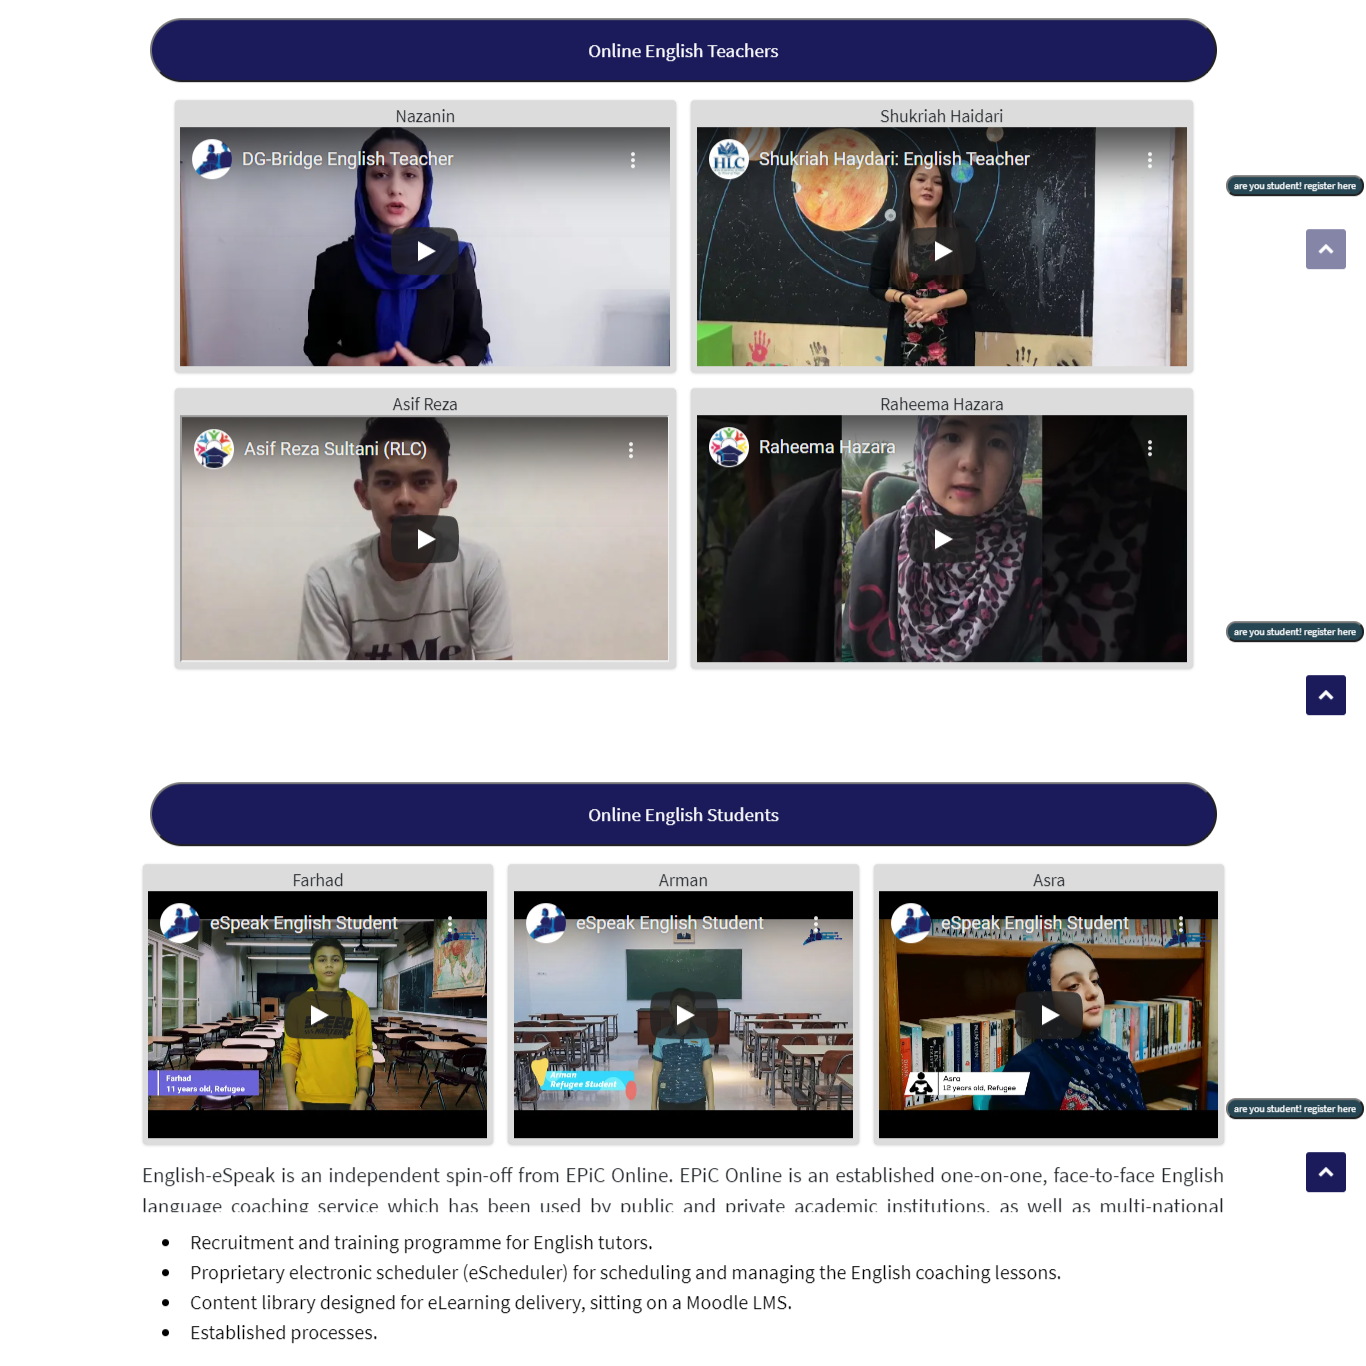 Online English Teachers
Nazanin
DG-Bridge English Teacher
Shukriah Haidari
HLC
Shukriah Haydari: English Teacher
are you student! register here
Asif Reza
Asif Reza Sultani (RLC)
#Me
Raheema Hazara
Raheema Hazara
are you student! register here
Online English Students
Farhad
eSpeak English Student
Farhad
11 years old, Refugee
Arman
eSpeak English Student
Arman
Refugee Student
Asra
eSpeak English Student
Asra
12 years old, Refugee
are you student! register here
English-eSpeak is an independent spin-off from EPiC Online. EPiC Online is an established one-on-one, face-to-face English
language coaching service which has been used by public and private academic institutions, as well as multi-national
• Recruitment and training programme for English tutors.
• Proprietary electronic scheduler (eScheduler) for scheduling and managing the English coaching lessons.
• Content library designed for eLearning delivery, sitting on a Moodle LMS.
• Established processes.